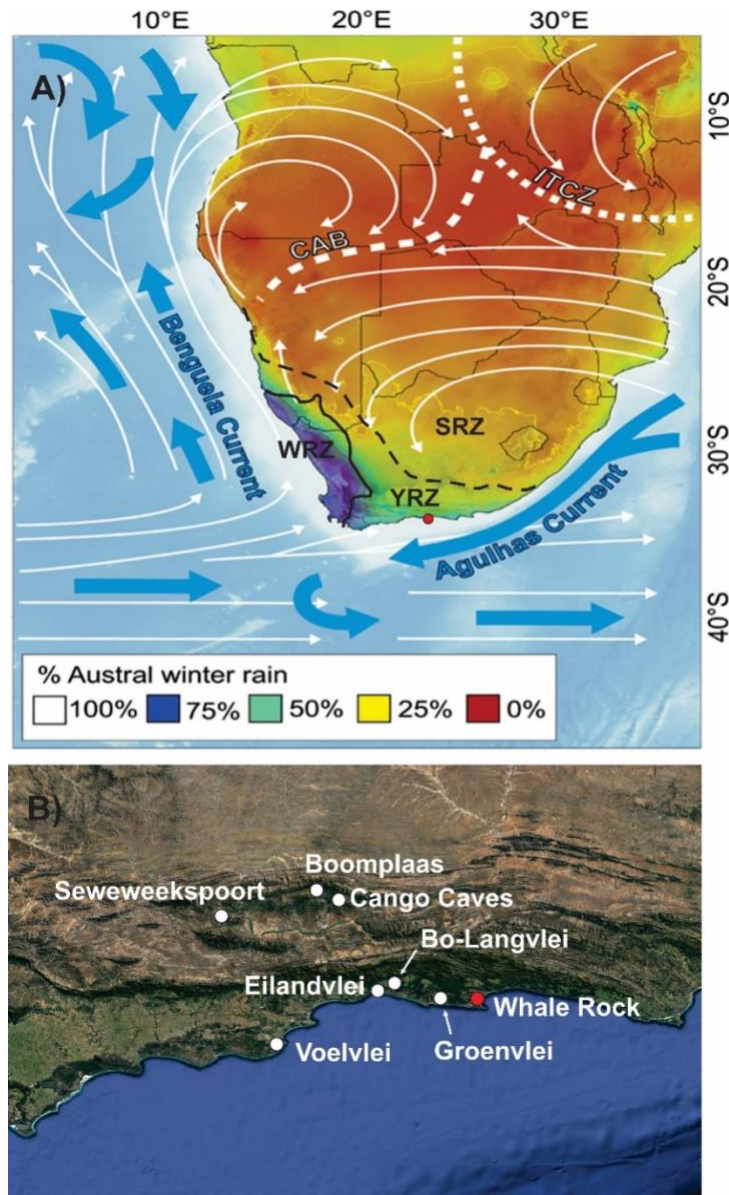 10°E 20°E 30°E
A)
10°S
ITCZ
CAB
20°S
Benguela Current
SRZ
WRZ
30°S
YRZ
Agulhas Current
40°S
% Austral winter rain
100% 75% 50% 25% 0%
B)
Boomplaas
Seweweekspoort
Cango Caves
Bo-Langvlei
Eilandvlei
Whale Rock
Voelvlei
Groenvlei